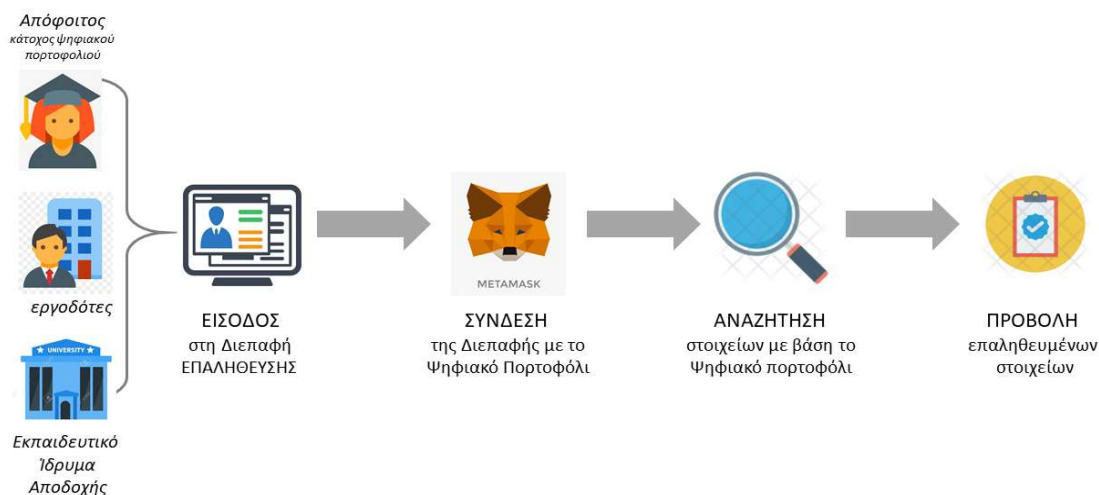 Απόφοιτος
κάτοχος ψηφιακού
πορτοφολιού
εργοδότες
★ UNIVERSITY ★
Εκπαιδευτικό
Ίδρυμα
Αποδοχής
ΕΙΣΟΔΟΣ
στη Διεπαφή
ΕΠΑΛΗΘΕΥΣΗΣ
METAMASK
ΣΥΝΔΕΣΗ
της Διεπαφής με το
Ψηφιακό Πορτοφόλι
ΑΝΑΖΗΤΗΣΗ
στοιχείων με βάση το
Ψηφιακό πορτοφόλι
ΠΡΟΒΟΛΗ
επαληθευμένων
στοιχείων